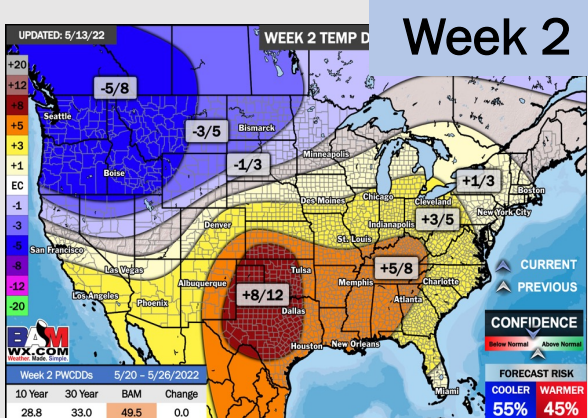 Week 2
UPDATED: 5/13/22
WEEK 2 TEMP D
+20
+12
+8
+5
+3
+1
EC
-1
-3
-5
-8
-12
-20
-5/8
-3/5
-1/3
+1/3
+3/5
+5/8
+8/12
Seattle
Boise
Bismarck
Minneapolis
Des Moines
Chicago
Cleveland
Boston
New York City
Indianapolis
Denver
St. Louis
San Francisco
Las Vegas
Los Angeles
Phoenix
Albuquerque
Tulsa
Memphis
Charlotte
Atlanta
Dallas
Houston
New Orleans
Miami
CURRENT
PREVIOUS
CONFIDENCE
Below Normal Above Normal
FORECAST RISK
COOLER WARMER
55% 45%
BAM
WX.COM
Weather. Made. Simple.
Week 2 PWCDDs 5/20 – 5/26/2022
10 Year 30 Year BAM Change
28.8 33.0 49.5 0.0